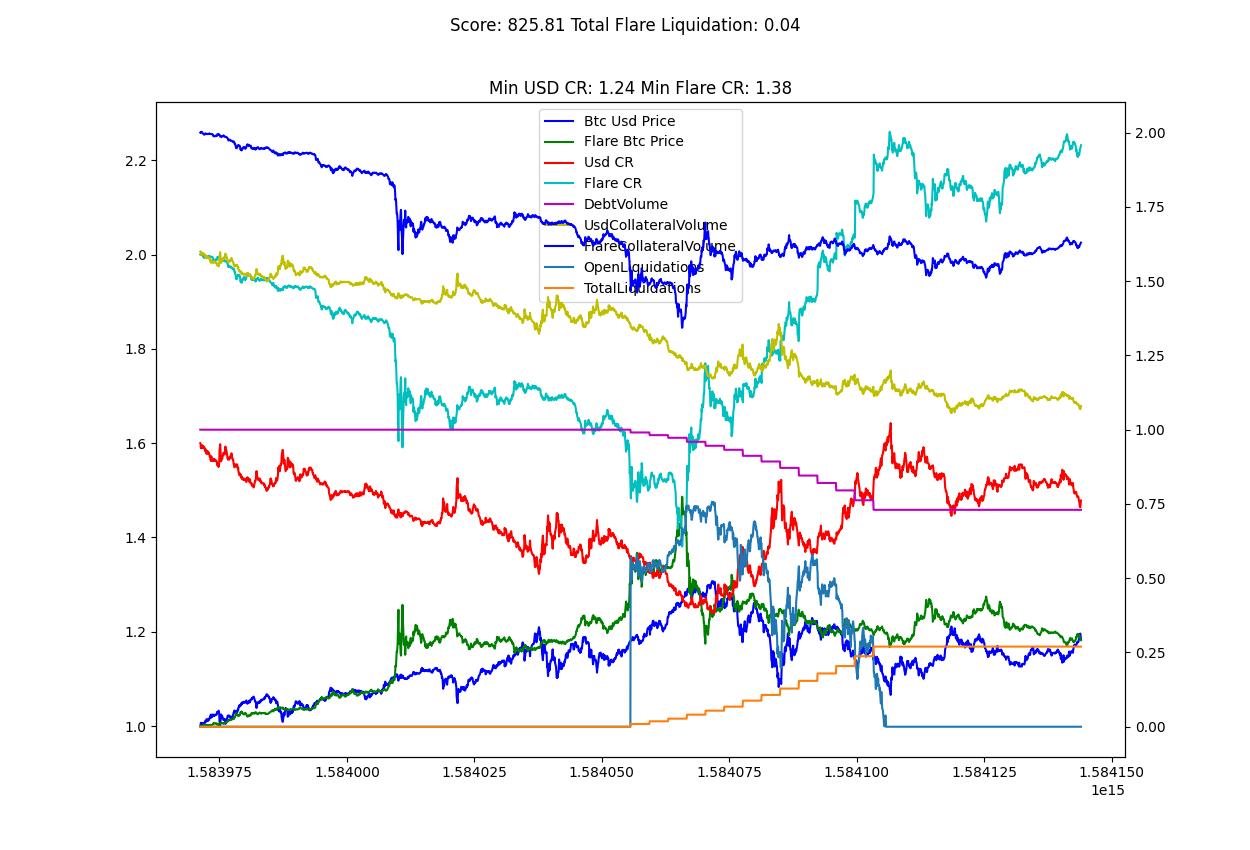 Score: 825.81 Total Flare Liquidation: 0.04
Min USD CR: 1.24 Min Flare CR: 1.38
Btc Usd Price
Flare Btc Price
Usd CR
Flare CR
DebtVolume
UsdCollateralVolume
FlareCollateralVolume
OpenLiquidations
TotalLiquidations
2.2
2.0
1.8
1.6
1.4
1.2
1.0
2.00
1.75
1.50
1.25
1.00
0.75
0.50
0.25
0.00
1.583975 1.584000 1.584025 1.584050 1.584075 1.584100 1.584125 1.584150
1e15